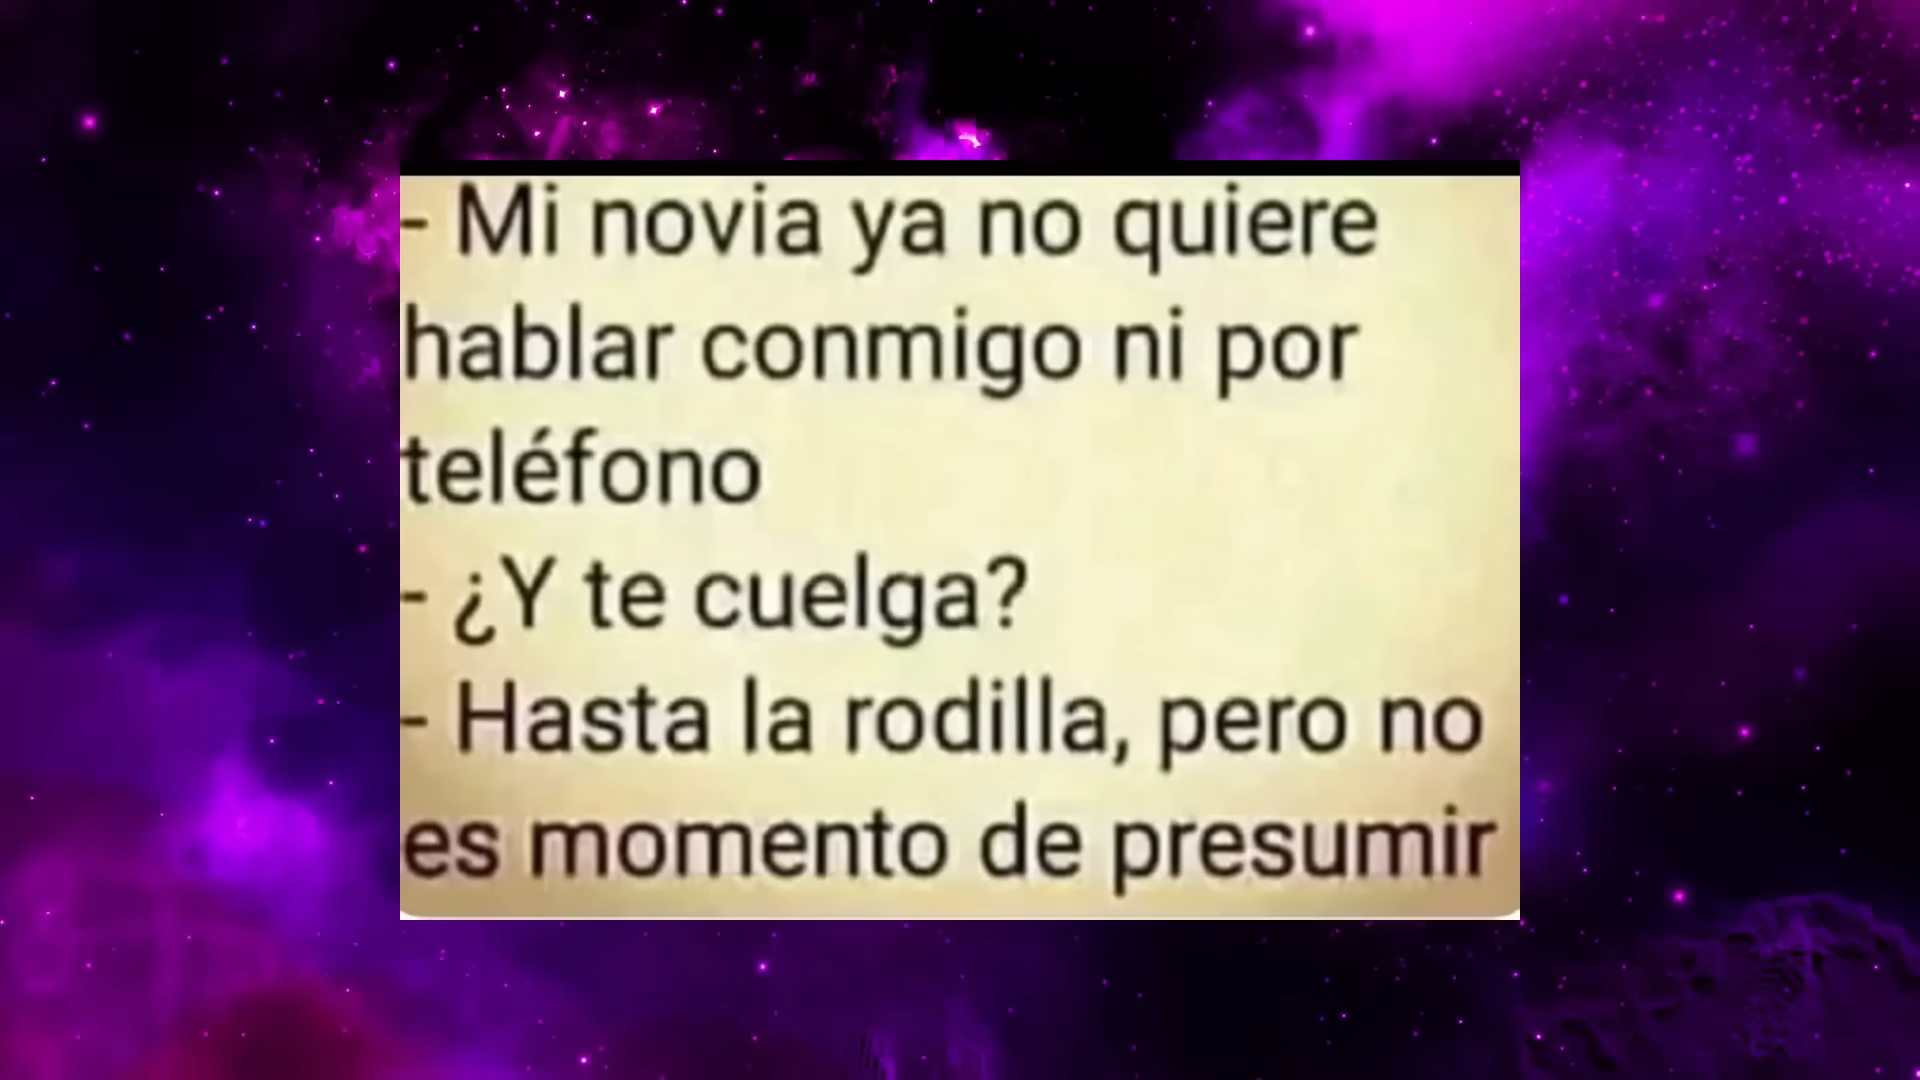 - Mi novia ya no quiere
hablar conmigo ni por
teléfono
- ¿Y te cuelga?
- Hasta la rodilla, pero no
es momento de presumir